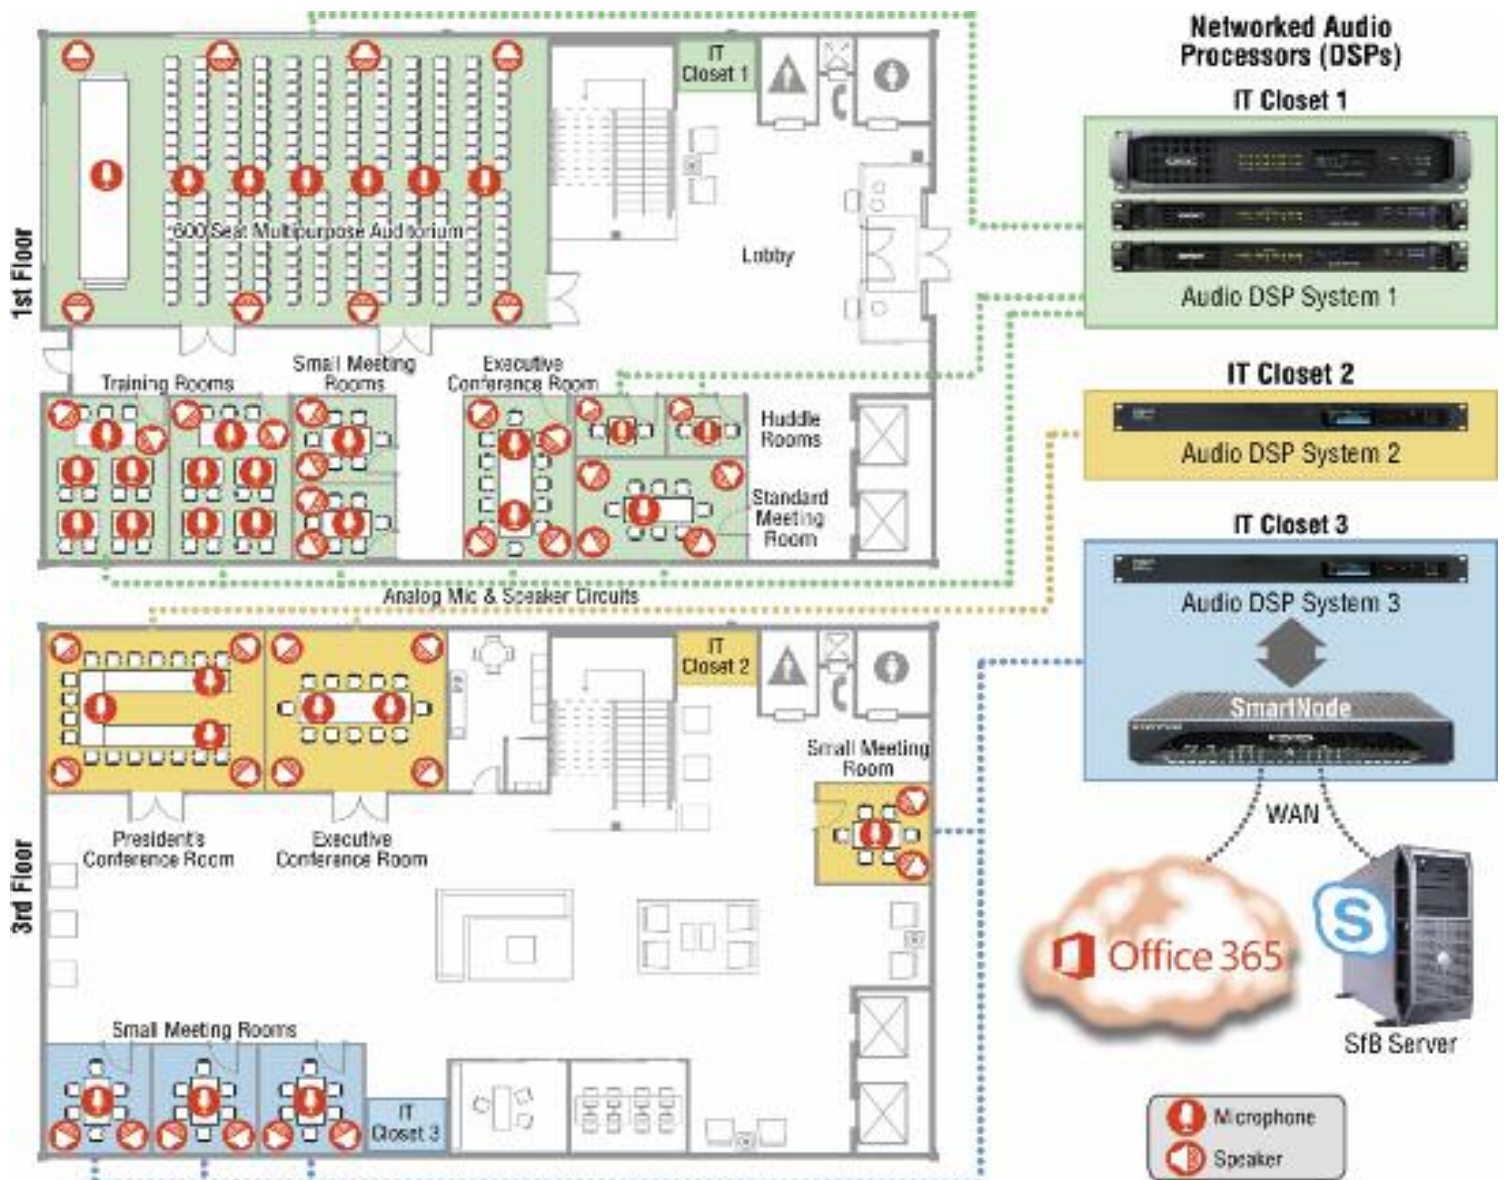 Networked Audio
Processors (DSPs)
IT Closet 1
Audio DSP System 1
IT Closet 2
Audio DSP System 2
IT Closet 3
Audio DSP System 3
SmartNode
WAN
Office 365
S
SfB Server
Microphone
Speaker
1st Floor
IT
Closet 1
600 Seat Multipurpose Auditorium
Lobby
Training Rooms
Small Meeting
Rooms
Executive
Conference Room
Huddle
Rooms
Standard
Meeting
Room
Analog Mic & Speaker Circuits
3rd Floor
IT
Closet 2
Small Meeting
Room
President's
Conference Room
Executive
Conference Room
Small Meeting Rooms
IT
Closet 3